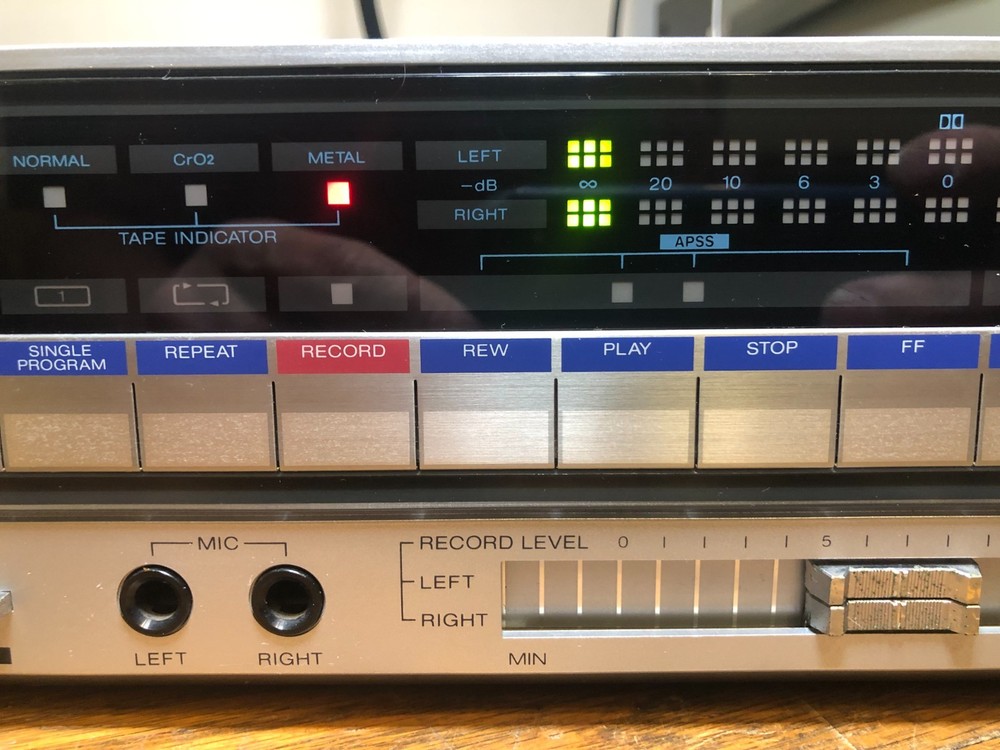 NORMAL CrO2 METAL LEFT
-dB ∞ 20 10 6 3 0
RIGHT
TAPE INDICATOR
APSS
1
SINGLE PROGRAM
REPEAT
RECORD
REW
PLAY
STOP
FF
MIC
LEFT RIGHT
RECORD LEVEL 0 5
LEFT
RIGHT
MIN